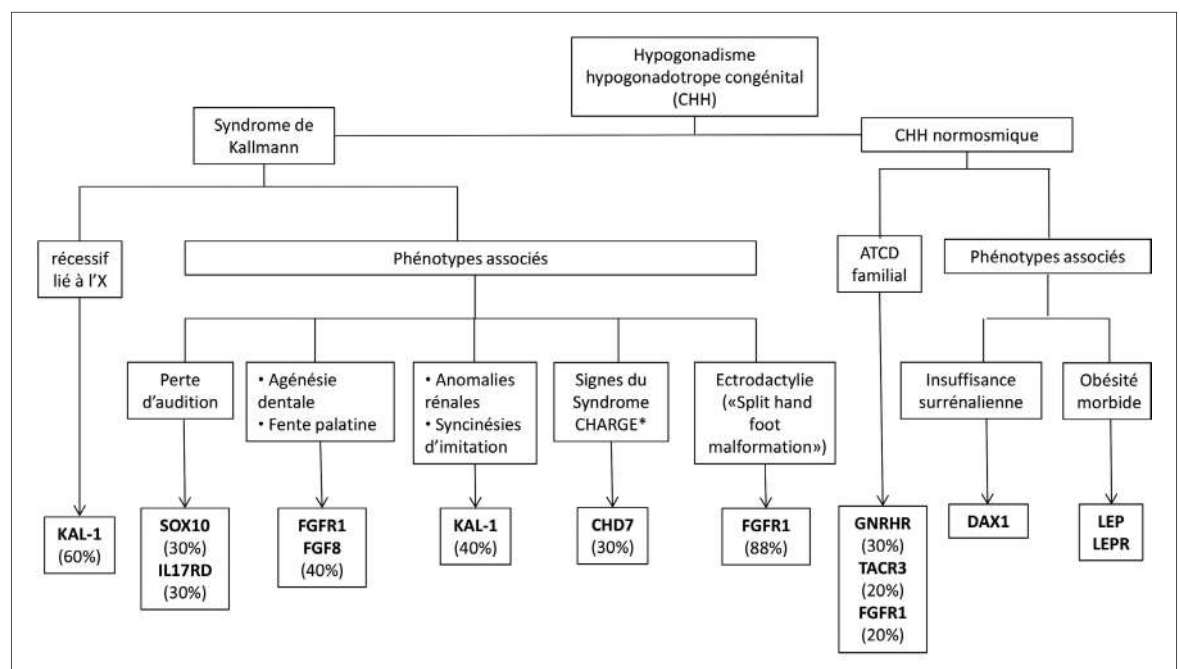 Hypogonadisme
hypogonadotrope congénital
(CHH)
Syndrome de
Kallmann
CHH normosmique
récessif
lié à l'X
Phénotypes associés
ATCD
familial
Phénotypes associés
Perte
d'audition
• Agénésie
dentale
• Fente palatine
• Anomalies
rénales
• Syncinésies
d'imitation
Signes du
Syndrome
CHARGE*
Ectrodactylie
(«Split hand
foot
malformation»)
Insuffisance
surrénalienne
Obésité
morbide
KAL-1
(60%)
SOX10
(30%)
IL17RD
(30%)
FGFR1
FGF8
(40%)
KAL-1
(40%)
CHD7
(30%)
FGFR1
(88%)
GNRHR
(30%)
TACR3
(20%)
FGFR1
(20%)
DAX1
LEP
LEPR